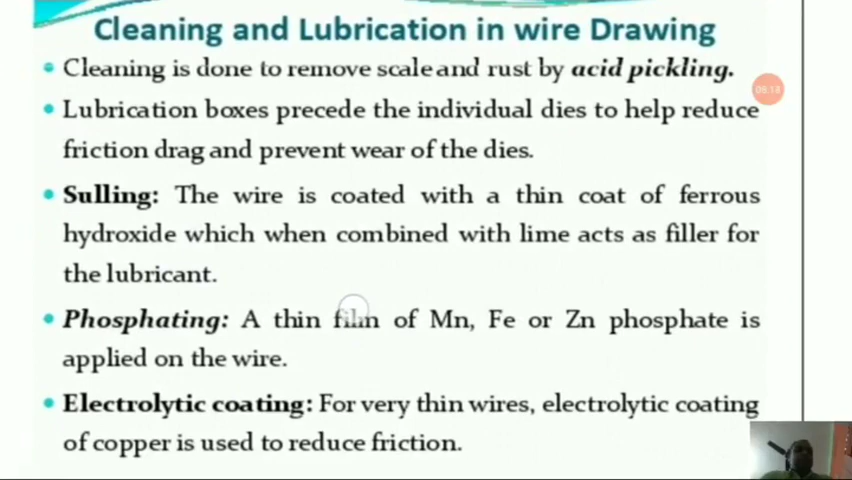 Cleaning and Lubrication in wire Drawing
Cleaning is done to remove scale and rust by acid pickling.
Lubrication boxes precede the individual dies to help reduce
friction drag and prevent wear of the dies.
Sulling: The wire is coated with a thin coat of ferrous
hydroxide which when combined with lime acts as filler for
the lubricant.
Phosphating: A thin film of Mn, Fe or Zn phosphate is
applied on the wire.
Electrolytic coating: For very thin wires, electrolytic coating
of copper is used to reduce friction.